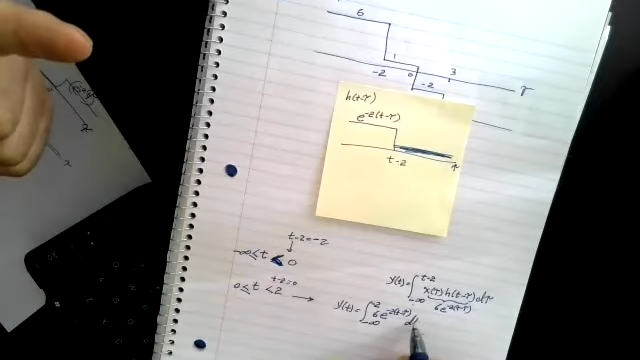 6
1
-2 0 3 τ
-2
h(t-τ)
e^-2(t-τ)
t-2 τ
t-2=-2
-∞≤t≤0
t-2=0
0≤t<2 →
y(t)=∫_-∞^t-2 x(τ)h(t-τ)dτ
6e^-2(t-τ)
y(t)=∫_-∞^-2 6e^-2(t-τ) d